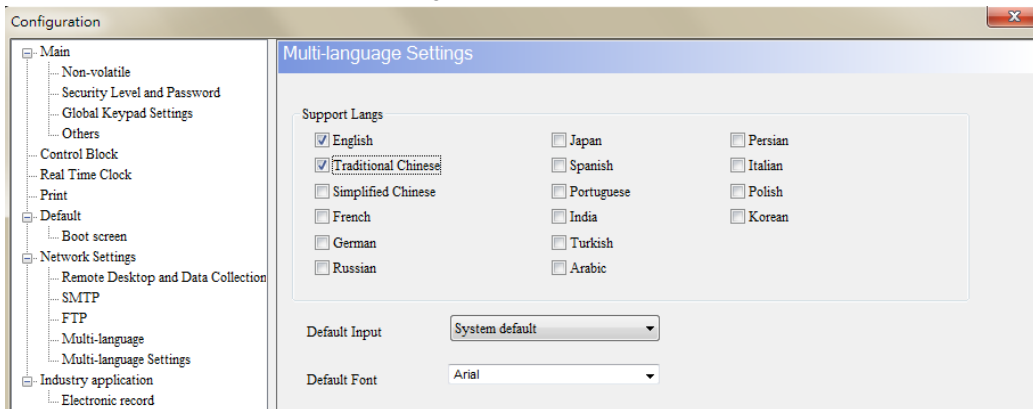 Configuration
Main
Non-volatile
Security Level and Password
Global Keypad Settings
Others
Control Block
Real Time Clock
Print
Default
Boot screen
Network Settings
Remote Desktop and Data Collection
SMTP
FTP
Multi-language
Multi-language Settings
Industry application
Electronic record
Multi-language Settings
Support Langs
English Japan Persian
Traditional Chinese Spanish Italian
Simplified Chinese Portuguese Polish
French India Korean
German Turkish
Russian Arabic
Default Input System default
Default Font Arial